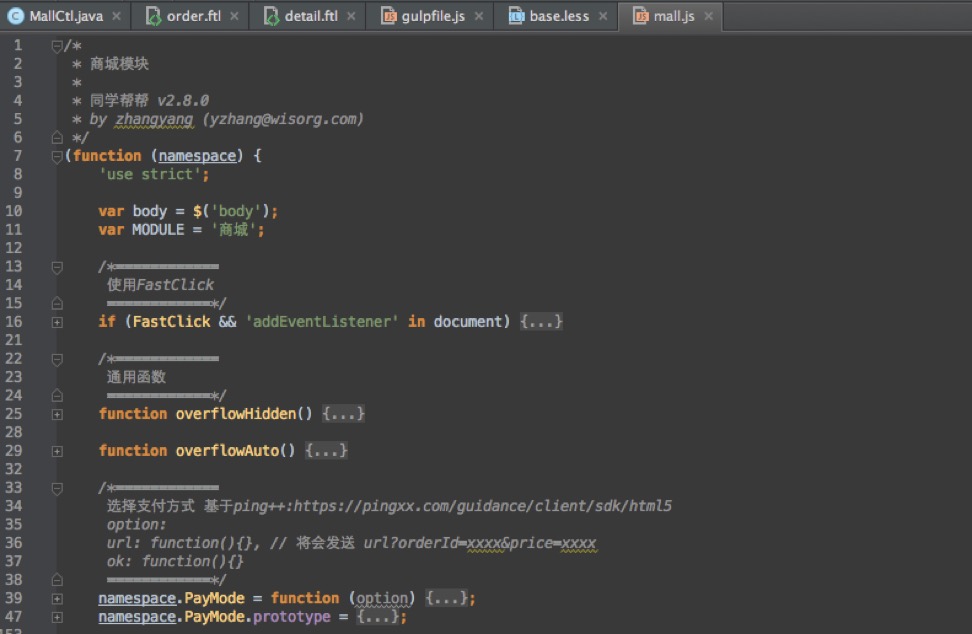 MallCtl.java × order.ftl × detail.ftl × gulpfile.js × base.less × mall.js ×
1 /*
2 * 商城模块
3 *
4 * 同学帮帮 v2.8.0
5 * by zhangyang (yzhang@wisorg.com)
6 */
7 (function (namespace) {
8 'use strict';
9
10 var body = $('body');
11 var MODULE = '商城';
12
13 /*=============
14 使用FastClick
15 =============*/
16 if (FastClick && 'addEventListener' in document) {...}
21
22 /*=============
23 通用函数
24 =============*/
25 function overflowHidden() {...}
28
29 function overflowAuto() {...}
32
33 /*=============
34 选择支付方式 基于ping++:https://pingxx.com/guidance/client/sdk/html5
35 option:
36 url: function(){}, // 将会发送 url?orderId=xxxx&price=xxxx
37 ok: function(){}
38 =============*/
39 namespace.PayMode = function (option) {...};
47 namespace.PayMode.prototype = {...};
153